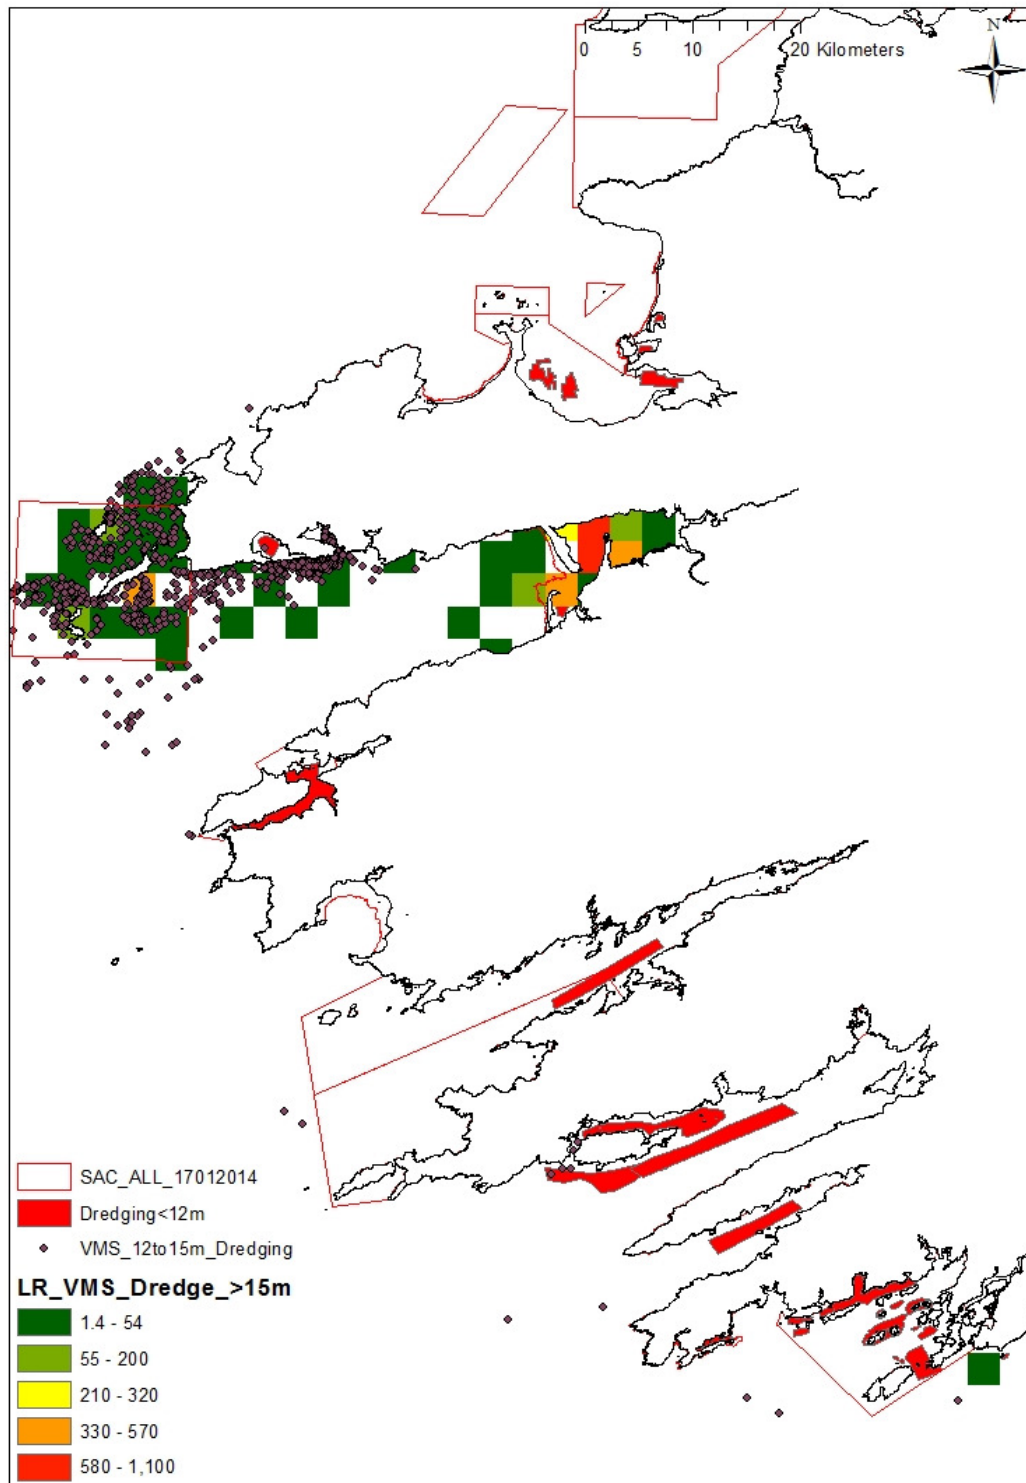 N
0 5 10 20 Kilometers
SAC_ALL_17012014
Dredging<12m
VMS_12to15m_Dredging
LR_VMS_Dredge_>15m
1.4 - 54
55 - 200
210 - 320
330 - 570
580 - 1,100